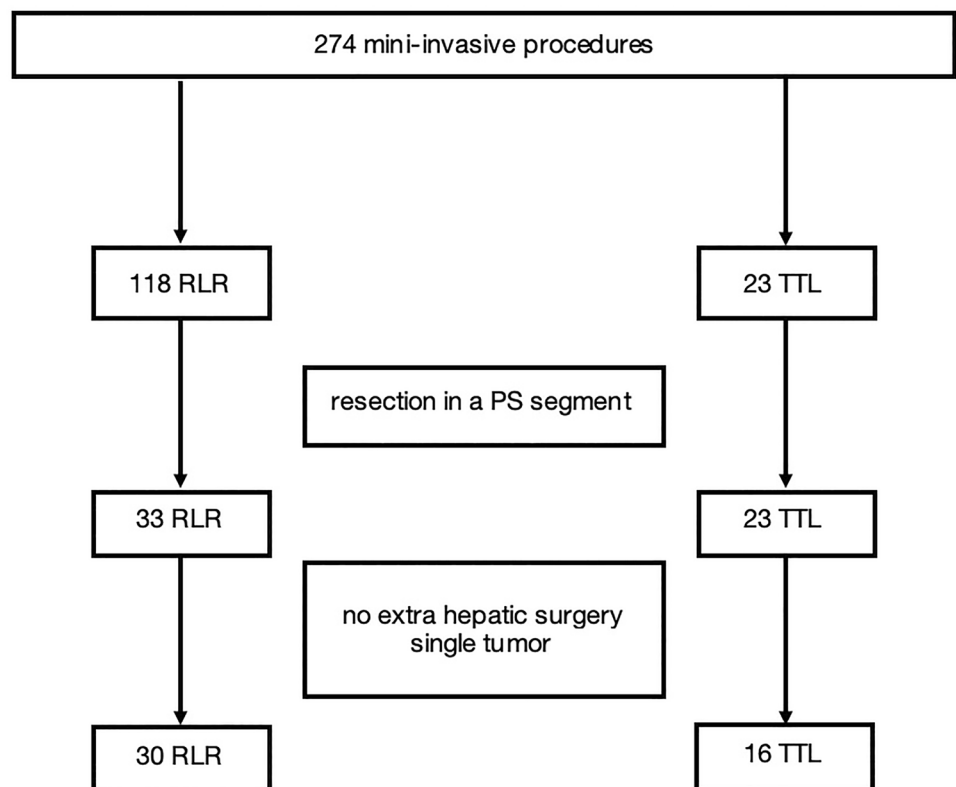 274 mini-invasive procedures
118 RLR
23 TTL
resection in a PS segment
33 RLR
23 TTL
no extra hepatic surgery
single tumor
30 RLR
16 TTL